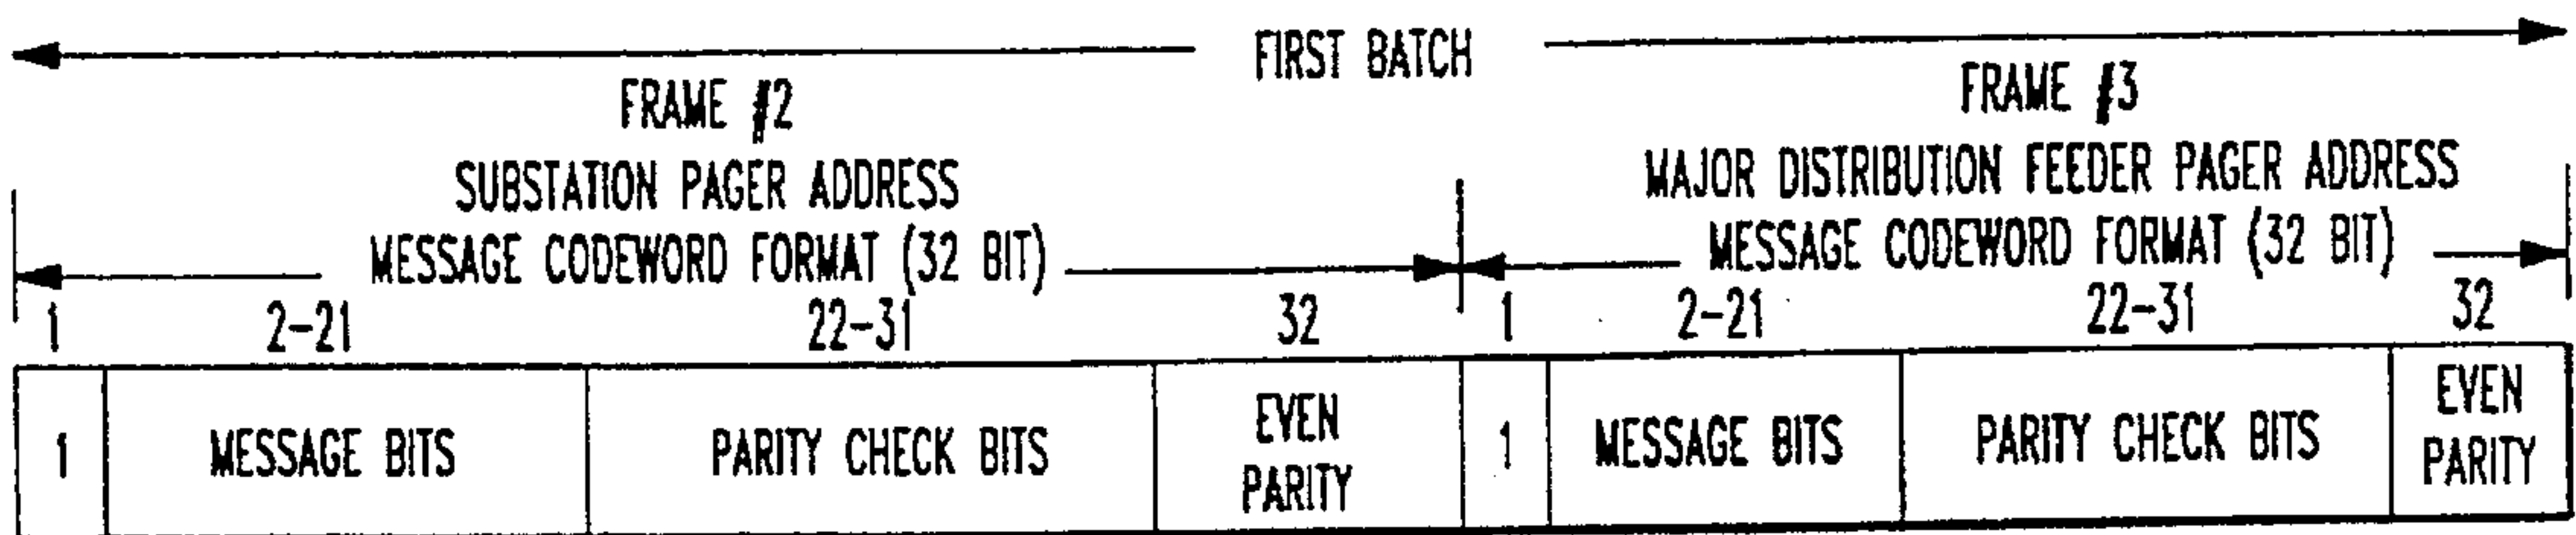 FIRST BATCH
FRAME #2
SUBSTATION PAGER ADDRESS
MESSAGE CODEWORD FORMAT (32 BIT)
FRAME #3
MAJOR DISTRIBUTION FEEDER PAGER ADDRESS
MESSAGE CODEWORD FORMAT (32 BIT)
1 2-21 22-31 32 1 2-21 22-31 32
1 MESSAGE BITS PARITY CHECK BITS EVEN PARITY 1 MESSAGE BITS PARITY CHECK BITS EVEN PARITY